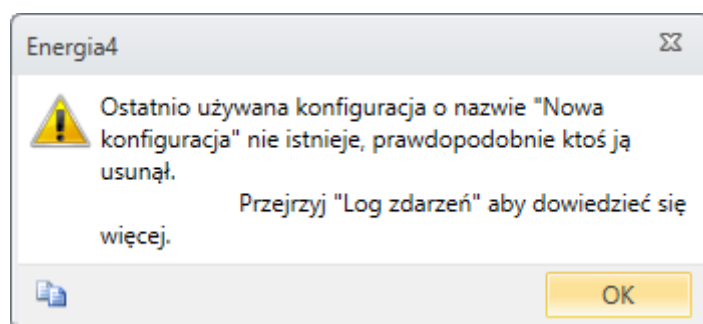 Energia4
Ostatnio używana konfiguracja o nazwie "Nowa
konfiguracja" nie istnieje, prawdopodobnie ktoś ją
usunął.
Przejrzyj "Log zdarzeń" aby dowiedzieć się
więcej.
OK